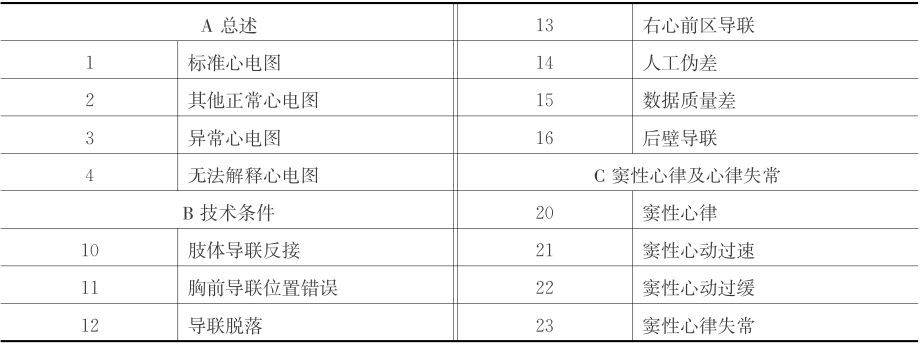 A 总述
1 标准心电图
2 其他正常心电图
3 异常心电图
4 无法解释心电图
B 技术条件
10 肢体导联反接
11 胸前导联位置错误
12 导联脱落
13 右心前区导联
14 人工伪差
15 数据质量差
16 后壁导联
C 窦性心律及心律失常
20 窦性心律
21 窦性心动过速
22 窦性心动过缓
23 窦性心律失常